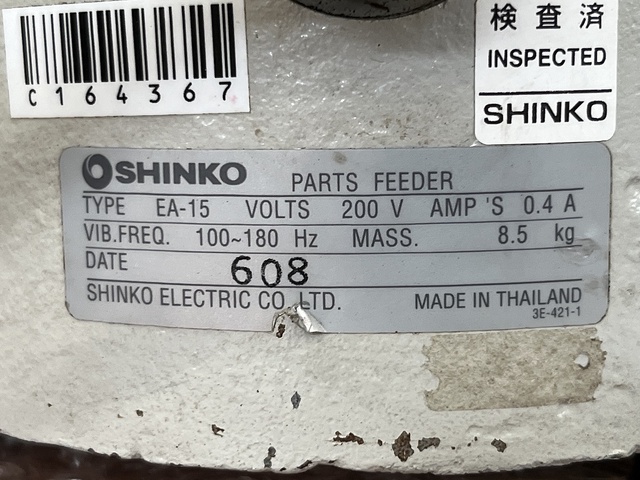 C164367
検査済
INSPECTED
SHINKO
SHINKO PARTS FEEDER
TYPE EA-15 VOLTS 200 V AMP'S 0.4 A
VIB.FREQ. 100~180 Hz MASS. 8.5 kg
DATE 608
SHINKO ELECTRIC CO.,LTD. MADE IN THAILAND
3E-421-1